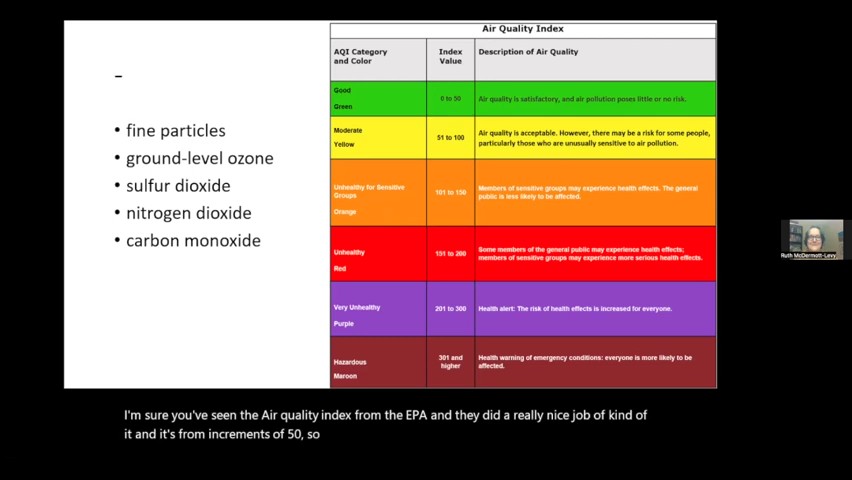 -
• fine particles
• ground-level ozone
• sulfur dioxide
• nitrogen dioxide
• carbon monoxide
Air Quality Index
AQI Category
and Color
Index
Value
Description of Air Quality
Good
Green
0 to 50
Air quality is satisfactory, and air pollution poses little or no risk.
Moderate
Yellow
51 to 100
Air quality is acceptable. However, there may be a risk for some people,
particularly those who are unusually sensitive to air pollution.
Unhealthy for Sensitive
Groups
Orange
101 to 150
Members of sensitive groups may experience health effects. The general
public is less likely to be affected.
Unhealthy
Red
151 to 200
Some members of the general public may experience health effects;
members of sensitive groups may experience more serious health effects.
Very Unhealthy
Purple
201 to 300
Health alert: The risk of health effects is increased for everyone.
Hazardous
Maroon
301 and
higher
Health warning of emergency conditions: everyone is more likely to be
affected.
Ruth McDermott-Levy
I'm sure you've seen the Air quality index from the EPA and they did a really nice job of kind of
it and it's from increments of 50, so